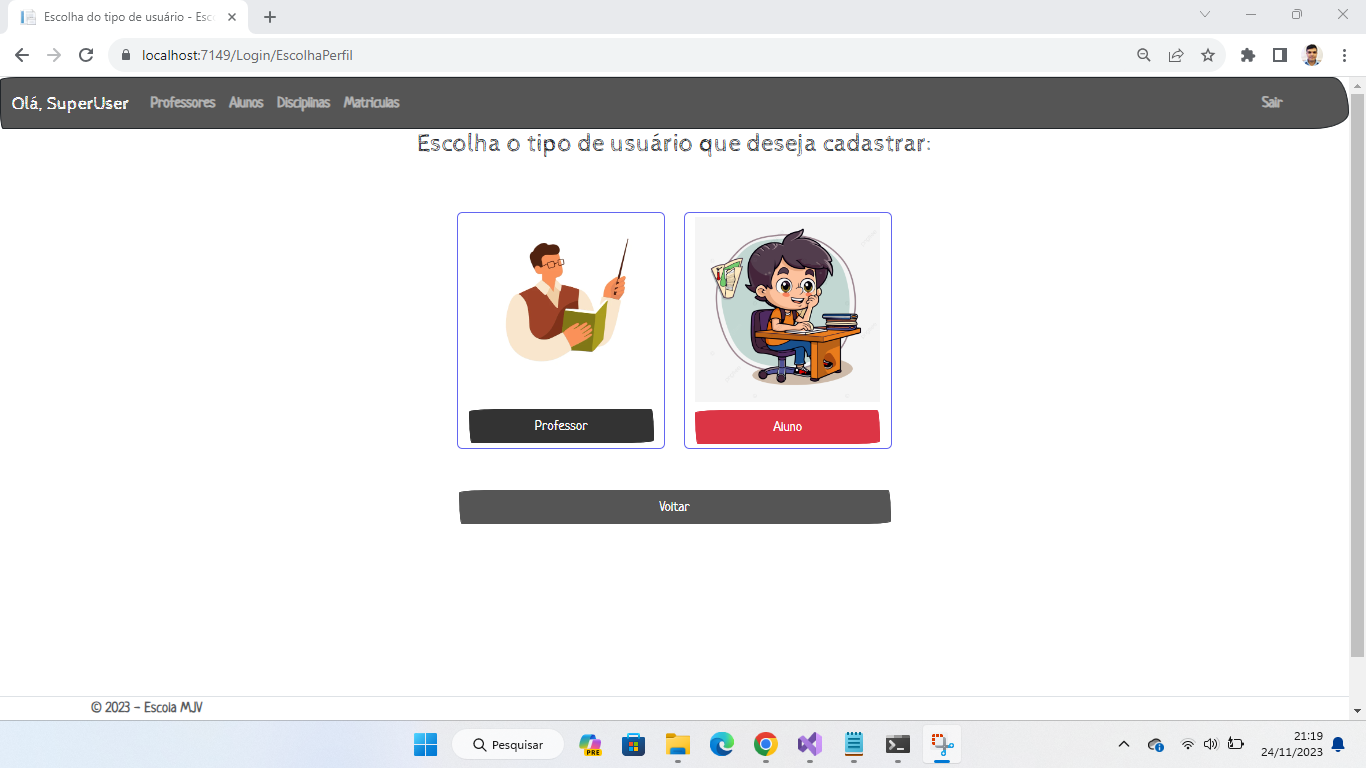 Escolha do tipo de usuário - Esc
localhost:7149/Login/EscolhaPerfil
Olá, SuperUser Professores Alunos Disciplinas Matriculas Sair
Escolha o tipo de usuário que deseja cadastrar:
Professor Aluno
Voltar
© 2023 - Escola MJV
Pesquisar
PRE
21:19
24/11/2023